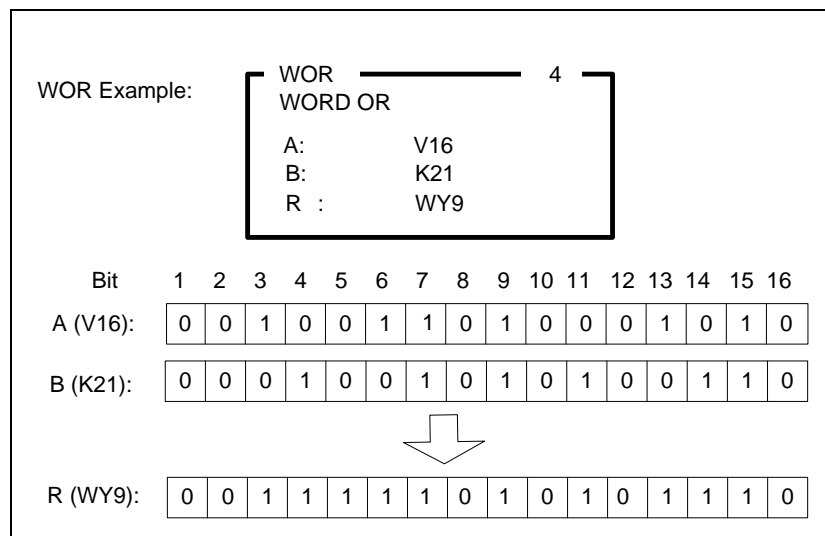 WOR Example:
WOR 4
WORD OR
A: V16
B: K21
R : WY9
Bit 1 2 3 4 5 6 7 8 9 10 11 12 13 14 15 16
A (V16): 0 0 1 0 0 1 1 0 1 0 0 0 1 0 1 0
B (K21): 0 0 0 1 0 0 1 0 1 0 1 0 0 1 1 0
R (WY9): 0 0 1 1 1 1 1 0 1 0 1 0 1 1 1 0